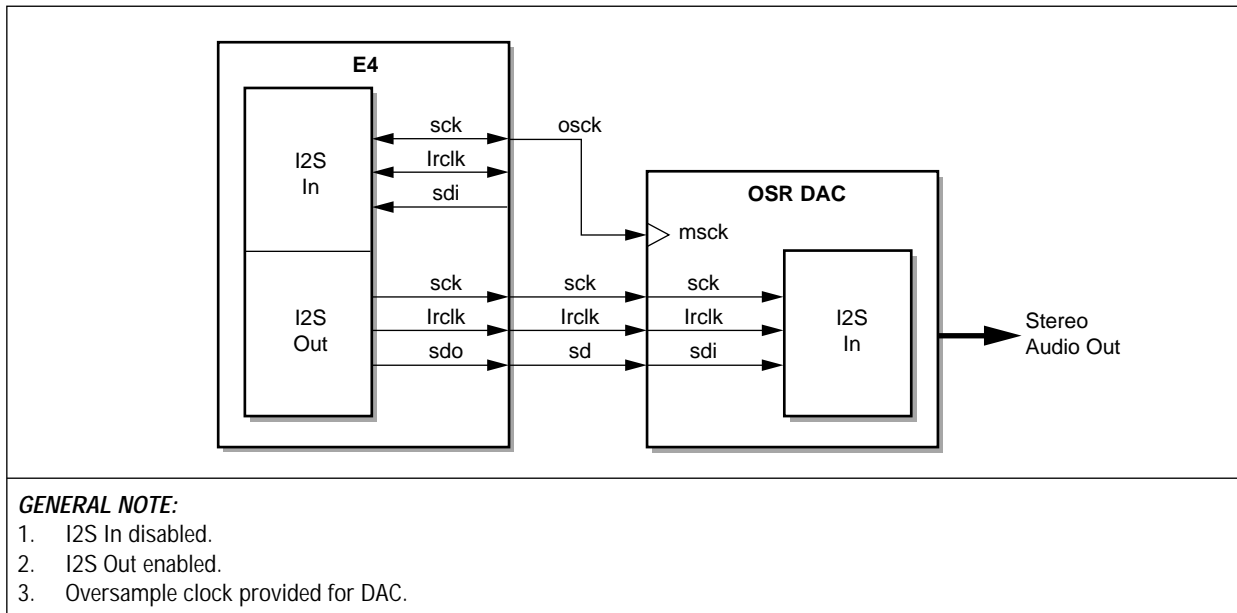 E4
sck
osck
I2S
In
lrclk
sdi
OSR DAC
msck
sck
sck
sck
I2S
Out
lrclk
lrclk
lrclk
I2S
In
Stereo
Audio Out
sdo
sd
sdi
GENERAL NOTE:
1. I2S In disabled.
2. I2S Out enabled.
3. Oversample clock provided for DAC.